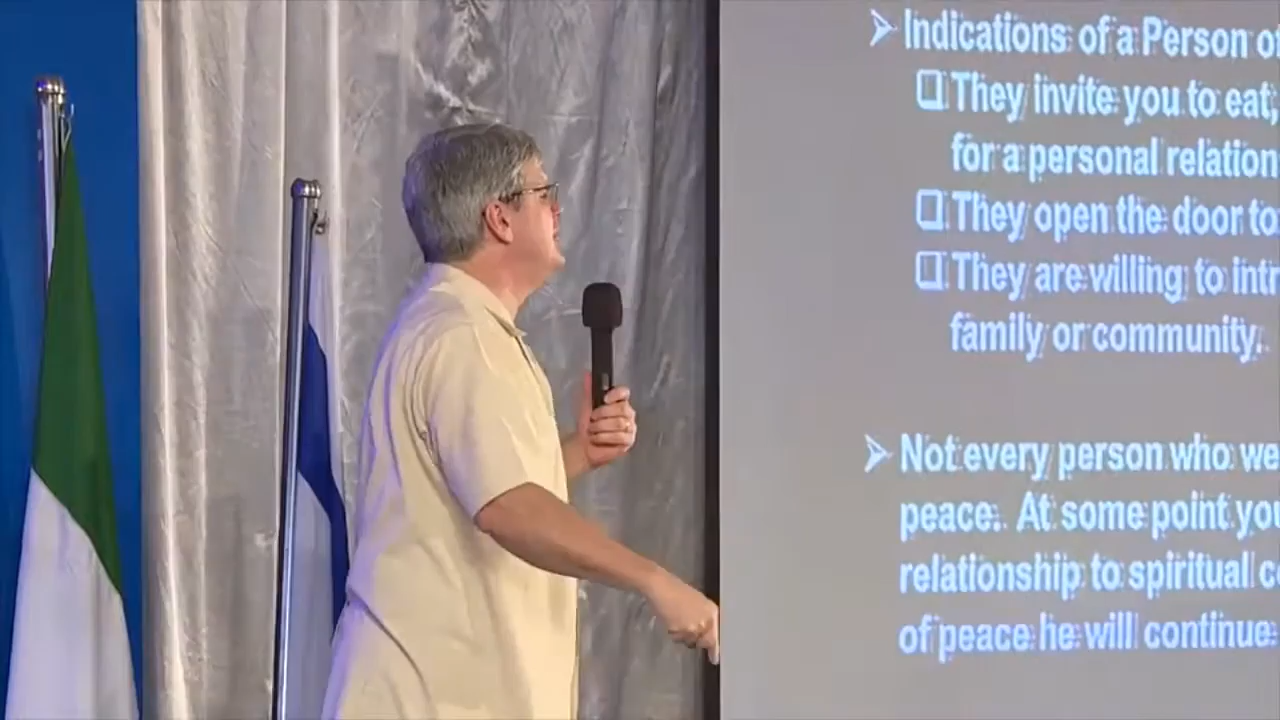 ➢ Indications of a Person of
❑ They invite you to eat,
for a personal relation
❑ They open the door to
❑ They are willing to intr
family or community.
➢ Not every person who we
peace. At some point you
relationship to spiritual c
of peace he will continue